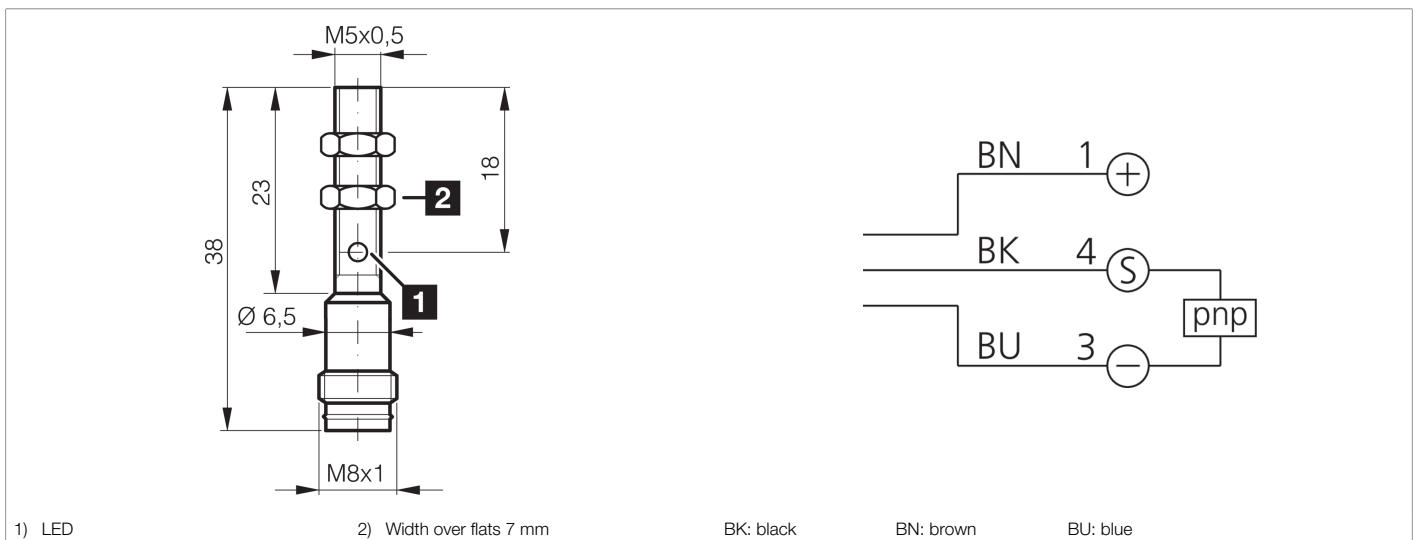 M5x0,5
38
23
18
2
1
Ø 6,5
M8x1
BN 1 +
BK 4 S
pnp
BU 3 −
1) LED 2) Width over flats 7 mm BK: black BN: brown BU: blue